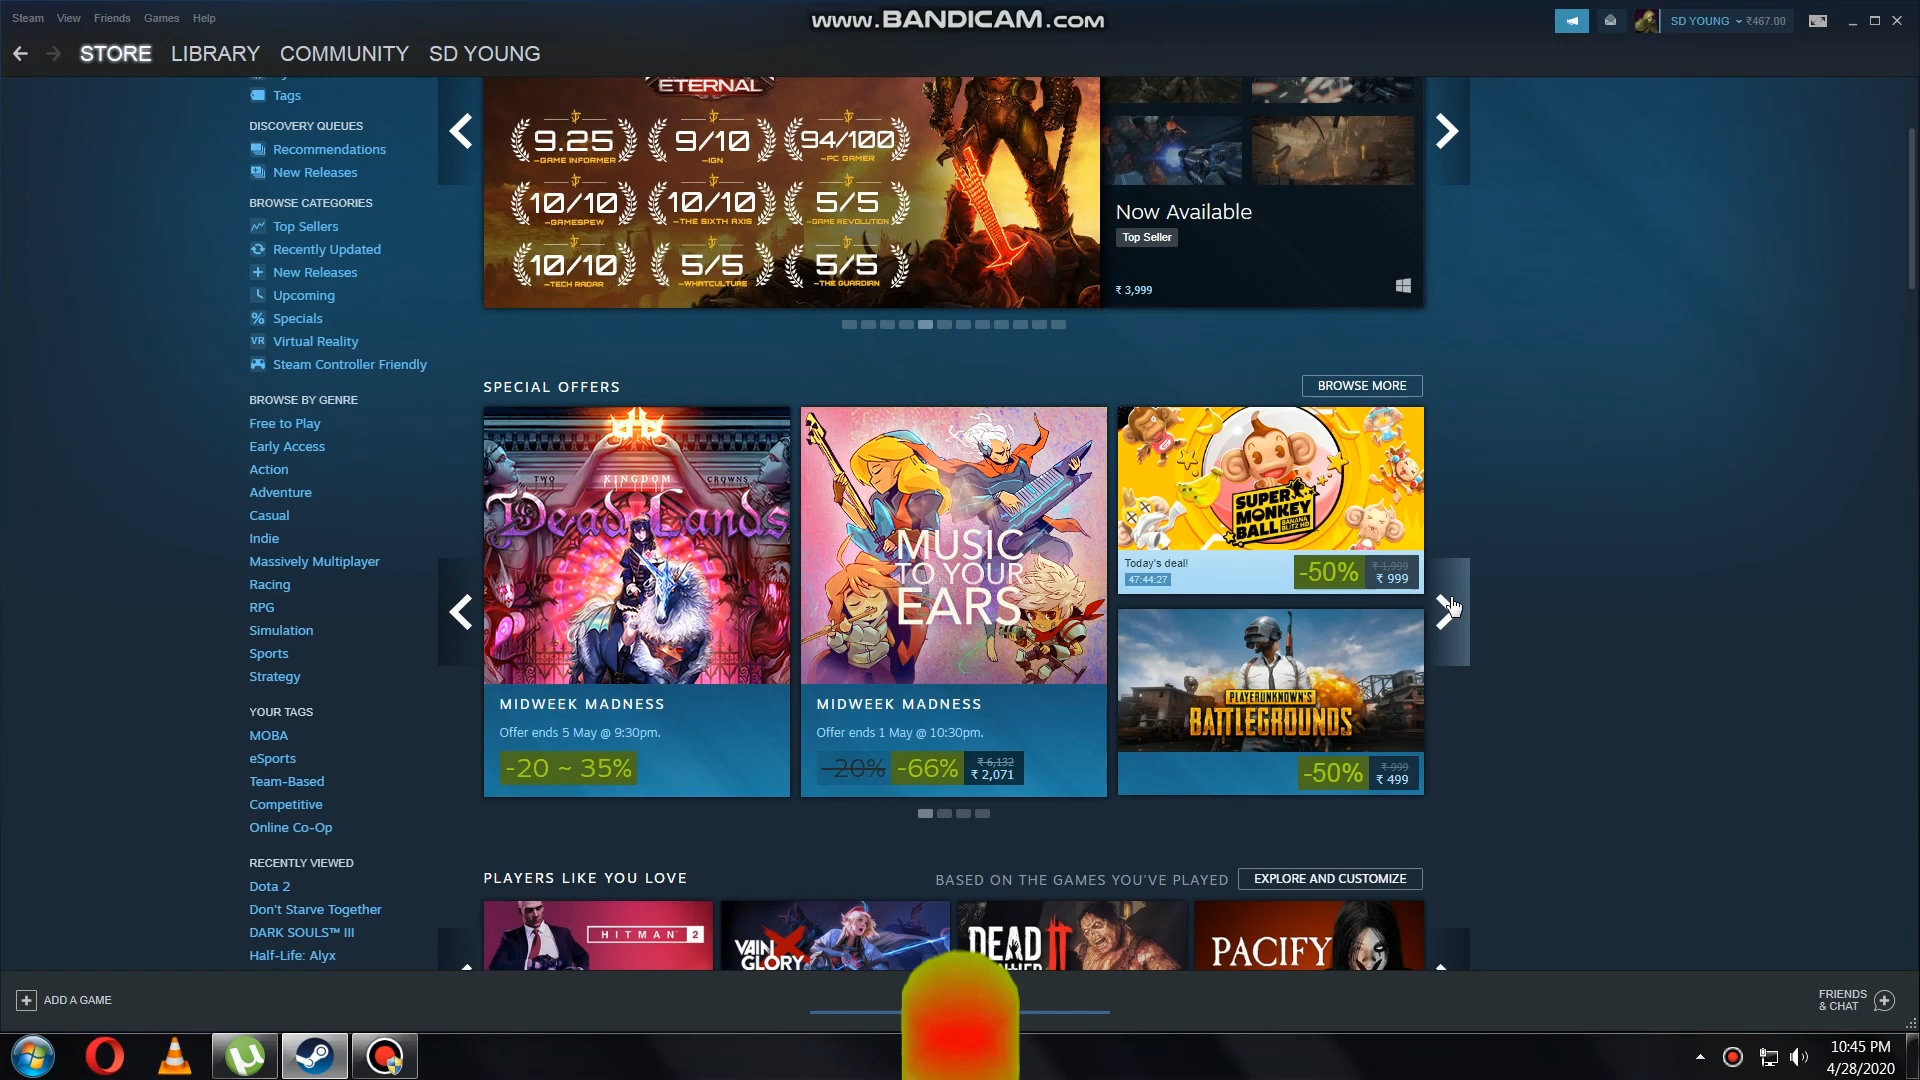 Steam View Friends Games Help
www.BANDICAM.com
SD YOUNG ₹467.00
STORE LIBRARY COMMUNITY SD YOUNG
Tags
DISCOVERY QUEUES
Recommendations
New Releases
BROWSE CATEGORIES
Top Sellers
Recently Updated
New Releases
Upcoming
Specials
VR Virtual Reality
Steam Controller Friendly
BROWSE BY GENRE
Free to Play
Early Access
Action
Adventure
Casual
Indie
Massively Multiplayer
Racing
RPG
Simulation
Sports
Strategy
YOUR TAGS
MOBA
eSports
Team-Based
Competitive
Online Co-Op
RECENTLY VIEWED
Dota 2
Don't Starve Together
DARK SOULS™ III
Half-Life: Alyx
ETERNAL
9.25 9/10 94/100
-GAME INFORMER -IGN -PC GAMER
10/10 10/10 5/5
-GAMESPEW -THE SIXTH AXIS -GAME REVOLUTION
10/10 5/5 5/5
-TECH RADAR -WHATCULTURE -THE GUARDIAN
Now Available
Top Seller
₹ 3,999
SPECIAL OFFERS
BROWSE MORE
TWO KINGDOM CROWNS
Dead Lands
MIDWEEK MADNESS
Offer ends 5 May @ 9:30pm.
-20 ~ 35%
MUSIC
TO YOUR
EARS
MIDWEEK MADNESS
Offer ends 1 May @ 10:30pm.
-20% -66% ₹ 6,132
₹ 2,071
SUPER
MONKEY
BALL BANANA BLITZ HD
Today's deal!
47:44:27
-50% ₹ 1,999
₹ 999
PLAYERUNKNOWN'S
BATTLEGROUNDS
-50% ₹ 999
₹ 499
PLAYERS LIKE YOU LOVE
BASED ON THE GAMES YOU'VE PLAYED
EXPLORE AND CUSTOMIZE
HITMAN 2
VAIN
GLORY
DEAD
PACIFY
ADD A GAME
FRIENDS
& CHAT
10:45 PM
4/28/2020